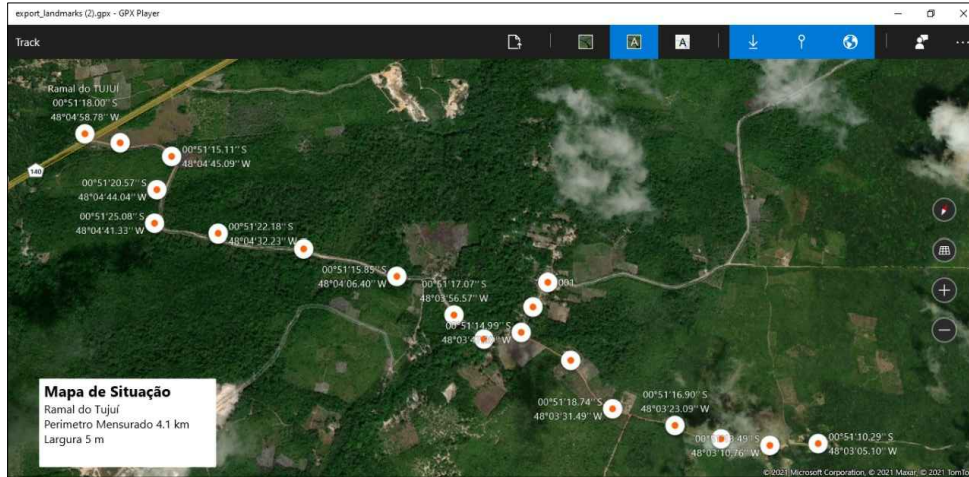 export_landmarks (2).gpx - GPX Player
Track
A
A
Ramal do TUJUÍ
00°51'18.00'' S
48°04'58.78'' W
140
00°51'15.11'' S
48°04'45.09'' W
00°51'20.57'' S
48°04'44.04'' W
00°51'25.08'' S
48°04'41.33'' W
00°51'22.18'' S
48°04'32.23'' W
00°51'15.85'' S
48°04'06.40'' W
00°51'17.07'' S
48°03'56.57'' W
001
00°51'14.99'' S
00°51'18.74'' S
48°03'31.49'' W
00°51'16.90'' S
48°03'23.09'' W
48°03'10.76'' W
00°51'10.29'' S
48°03'05.10'' W
Mapa de Situação
Ramal do Tujuí
Perimetro Mensurado 4.1 km
Largura 5 m
© 2021 Microsoft Corporation, © 2021 Maxar, © 2021 TomTo